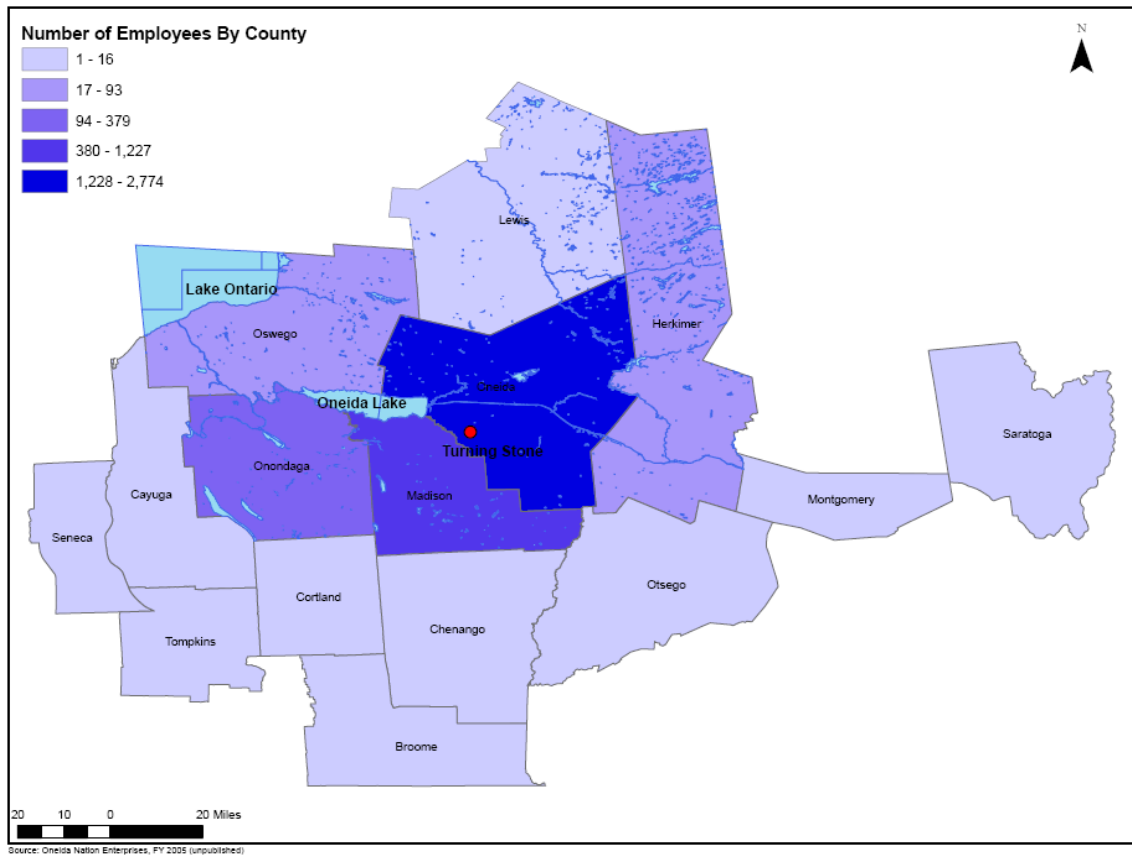 Number of Employees By County
1 - 16
17 - 93
94 - 379
380 - 1,227
1,228 - 2,774
N
Lewis
Lake Ontario
Herkimer
Oswego
Oneida
Oneida Lake
Saratoga
Turning Stone
Onondaga
Cayuga
Madison
Montgomery
Seneca
Otsego
Cortland
Chenango
Tompkins
Broome
20 10 0 20 Miles
Source: Oneida Nation Enterprises, FY 2005 (unpublished)